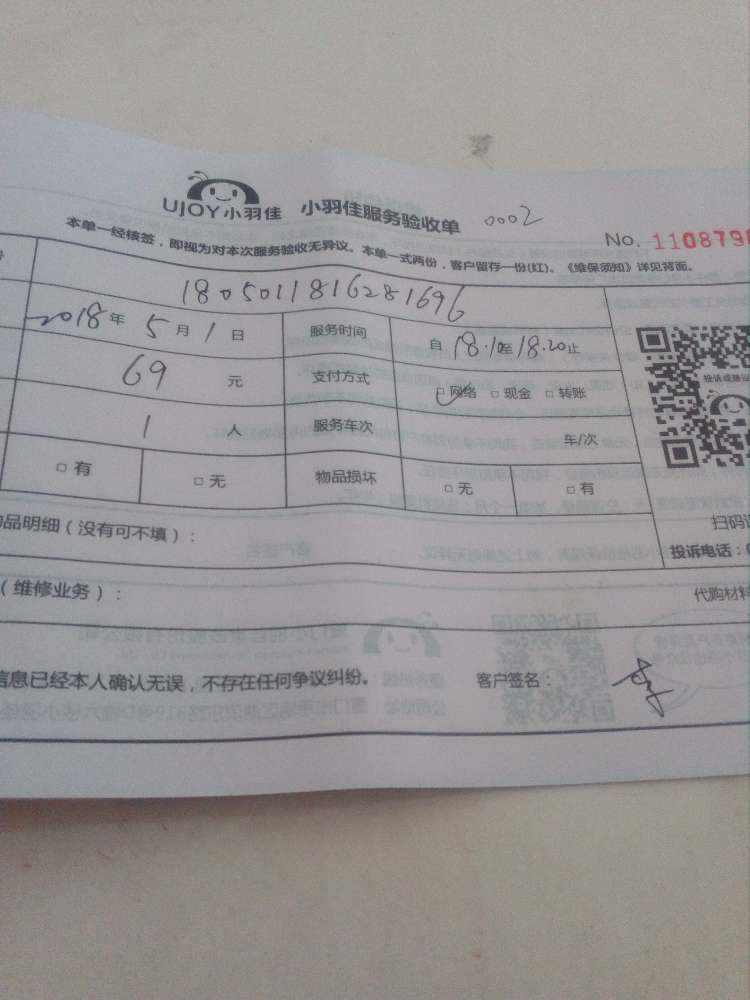 UJOY小羽佳 小羽佳服务验收单 0002
No. 1108790
本单一经核签，即视为对本次服务验收无异议。本单一式两份，客户留存一份(红)。《维保须知》详见背面。
号
1805011816281696
2018年 5月 1日 服务时间 自 18.10至 18.20止
69 元 支付方式 □网络 □现金 □转账
1 人 服务车次 车/次
□有 □无 物品损坏 □无 □有
投诉或建议
品明细（没有可不填）：
扫码
投诉电话：
（维修业务）：
代购材料
信息已经本人确认无误，不存在任何争议纠纷。 客户签名：